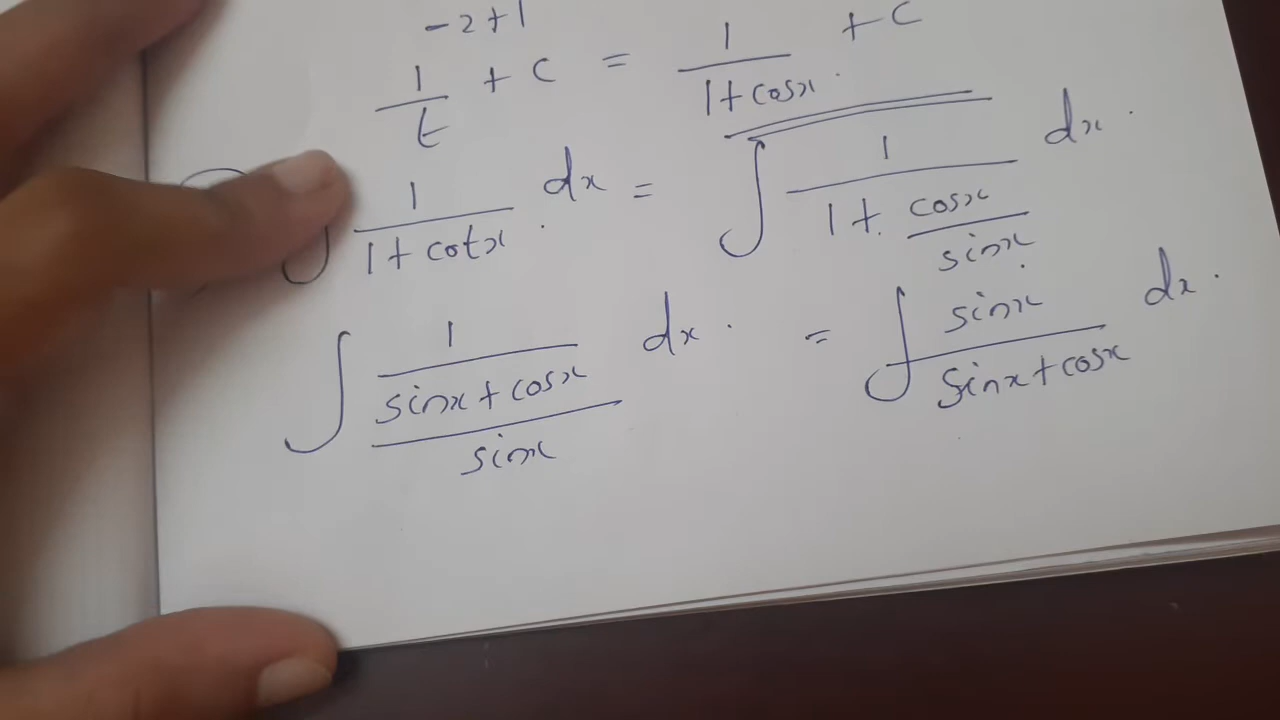 -2+1
1/t + c = 1/(1+cosx) + c
∫ 1/(1+cotx) dx = ∫ 1/(1+ cosx/sinx) dx.
∫ 1/((sinx+cosx)/sinx) dx. = ∫ sinx/(sinx+cosx) dx.